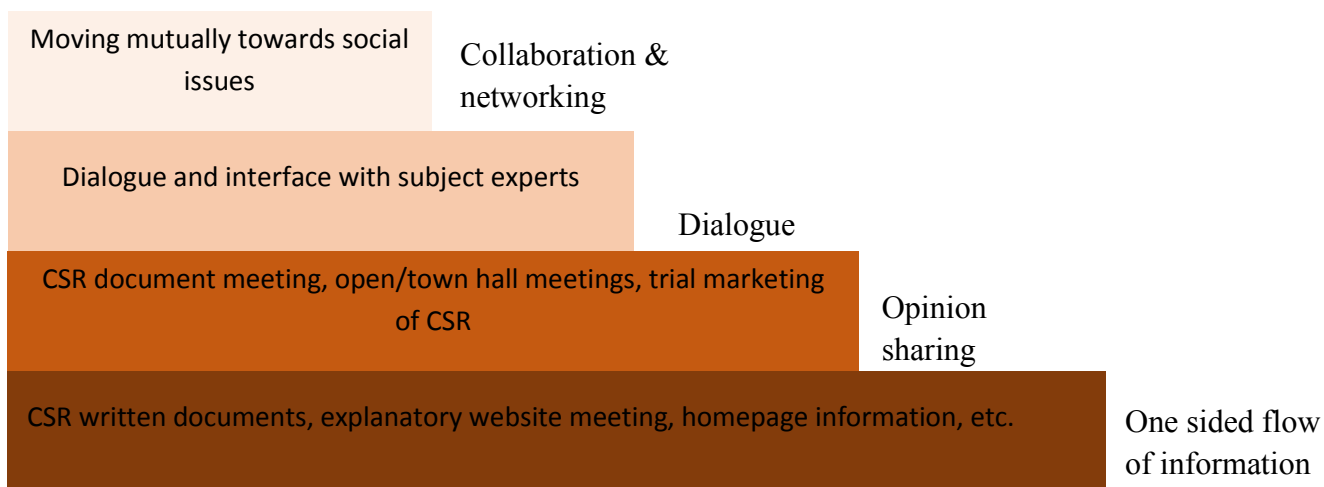 Moving mutually towards social
issues
Collaboration &
networking
Dialogue and interface with subject experts
Dialogue
CSR document meeting, open/town hall meetings, trial marketing
of CSR
Opinion
sharing
CSR written documents, explanatory website meeting, homepage information, etc.
One sided flow
of information